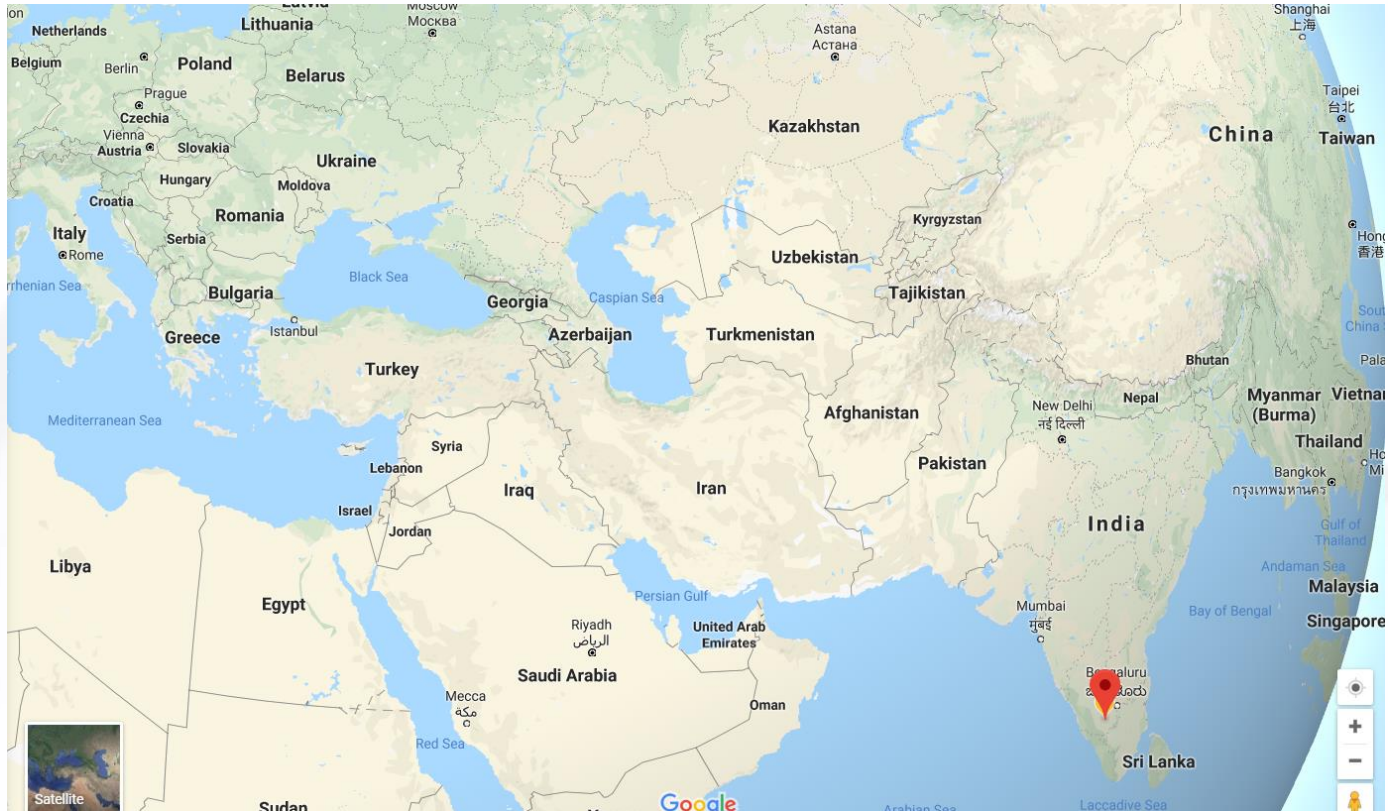 Moscow
Москва
Shanghai
上海
Netherlands
Lithuania
Astana
Астана
Belgium
Berlin
Poland
Belarus
Prague
Czechia
Kazakhstan
Taipei
台北
China
Taiwan
Vienna
Austria
Slovakia
Ukraine
Hungary
Moldova
Croatia
Romania
Kyrgyzstan
Italy
Rome
Serbia
Uzbekistan
香港
Black Sea
Bulgaria
Georgia
Caspian Sea
Tajikistan
Istanbul
Greece
Azerbaijan
Turkmenistan
Turkey
Bhutan
Nepal
Myanmar
(Burma)
Mediterranean Sea
New Delhi
नई दिल्ली
Afghanistan
Syria
Thailand
Lebanon
Pakistan
Bangkok
กรุงเทพมหานคร
Iraq
Iran
Israel
Jordan
India
Gulf of
Thailand
Libya
Andaman Sea
Malaysia
Egypt
Persian Gulf
Mumbai
मुंबई
Bay of Bengal
Riyadh
الرياض
United Arab
Emirates
Singapore
Saudi Arabia
Mecca
مكة
Oman
Red Sea
Sri Lanka
Satellite
Sudan
Google
Arabian Sea
Laccadive Sea